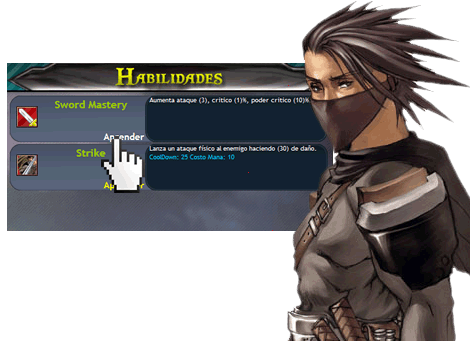 HABILIDADES
Sword Mastery
Aumenta ataque (3), critico (1)%, poder critico (10)%
Aprender
Strike
Lanza un ataque físico al enemigo haciendo (30) de daño.
CoolDown: 25 Costo Mana: 10